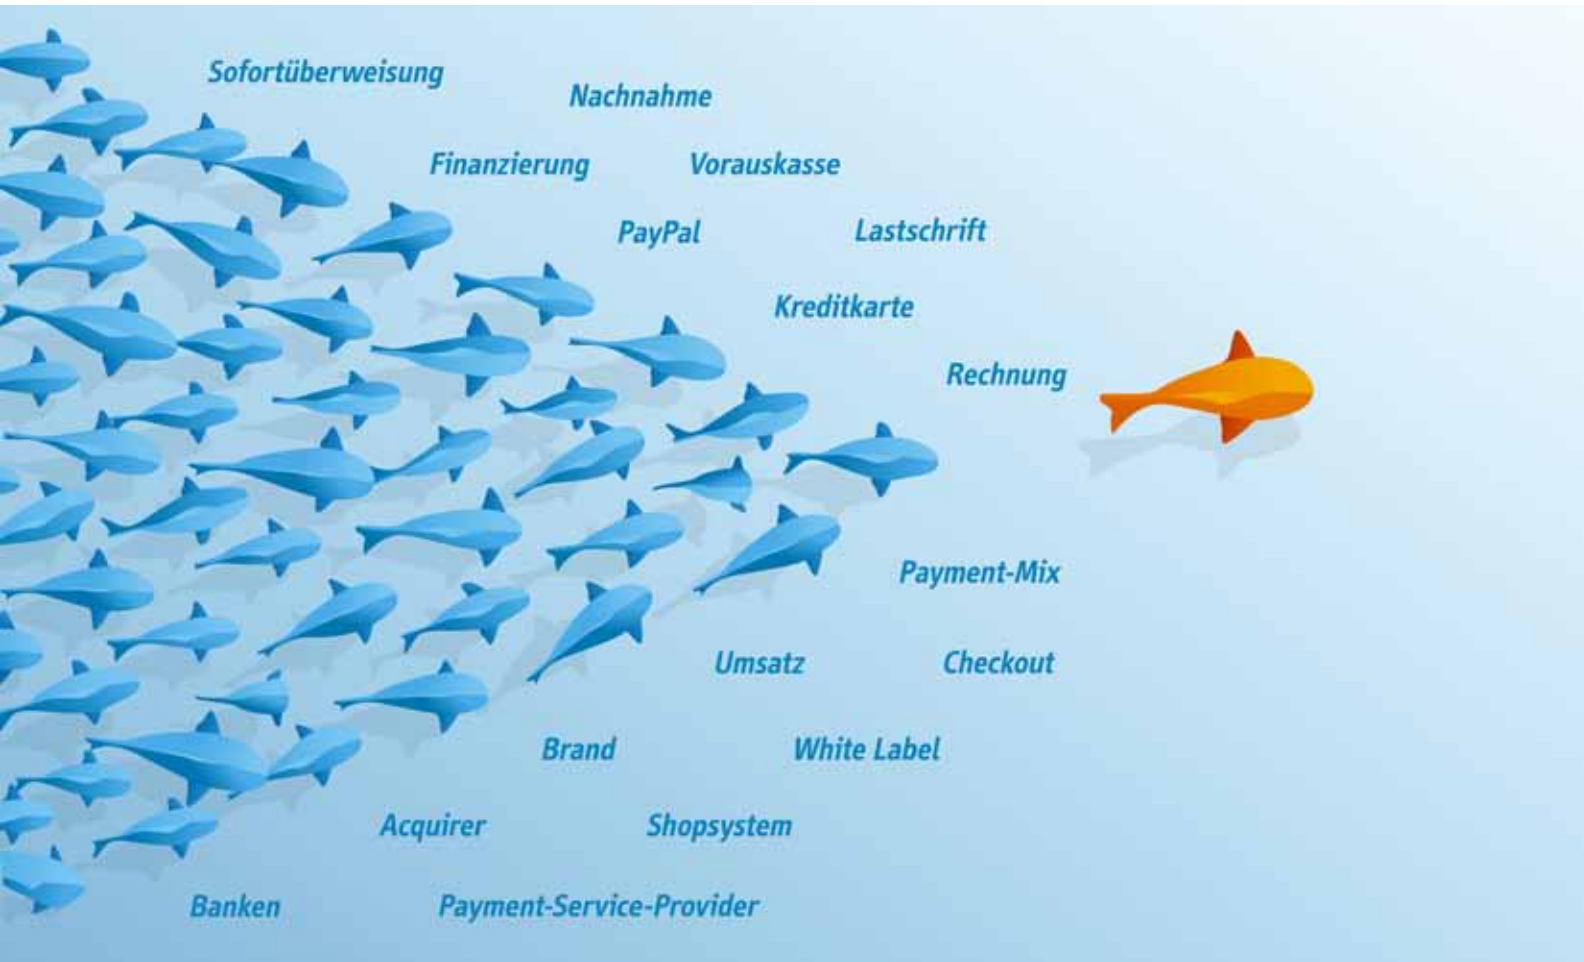 Sofortüberweisung
Nachnahme
Finanzierung
Vorauskasse
PayPal
Lastschrift
Kreditkarte
Rechnung
Payment-Mix
Umsatz
Checkout
Brand
White Label
Acquirer
Shopsystem
Banken
Payment-Service-Provider